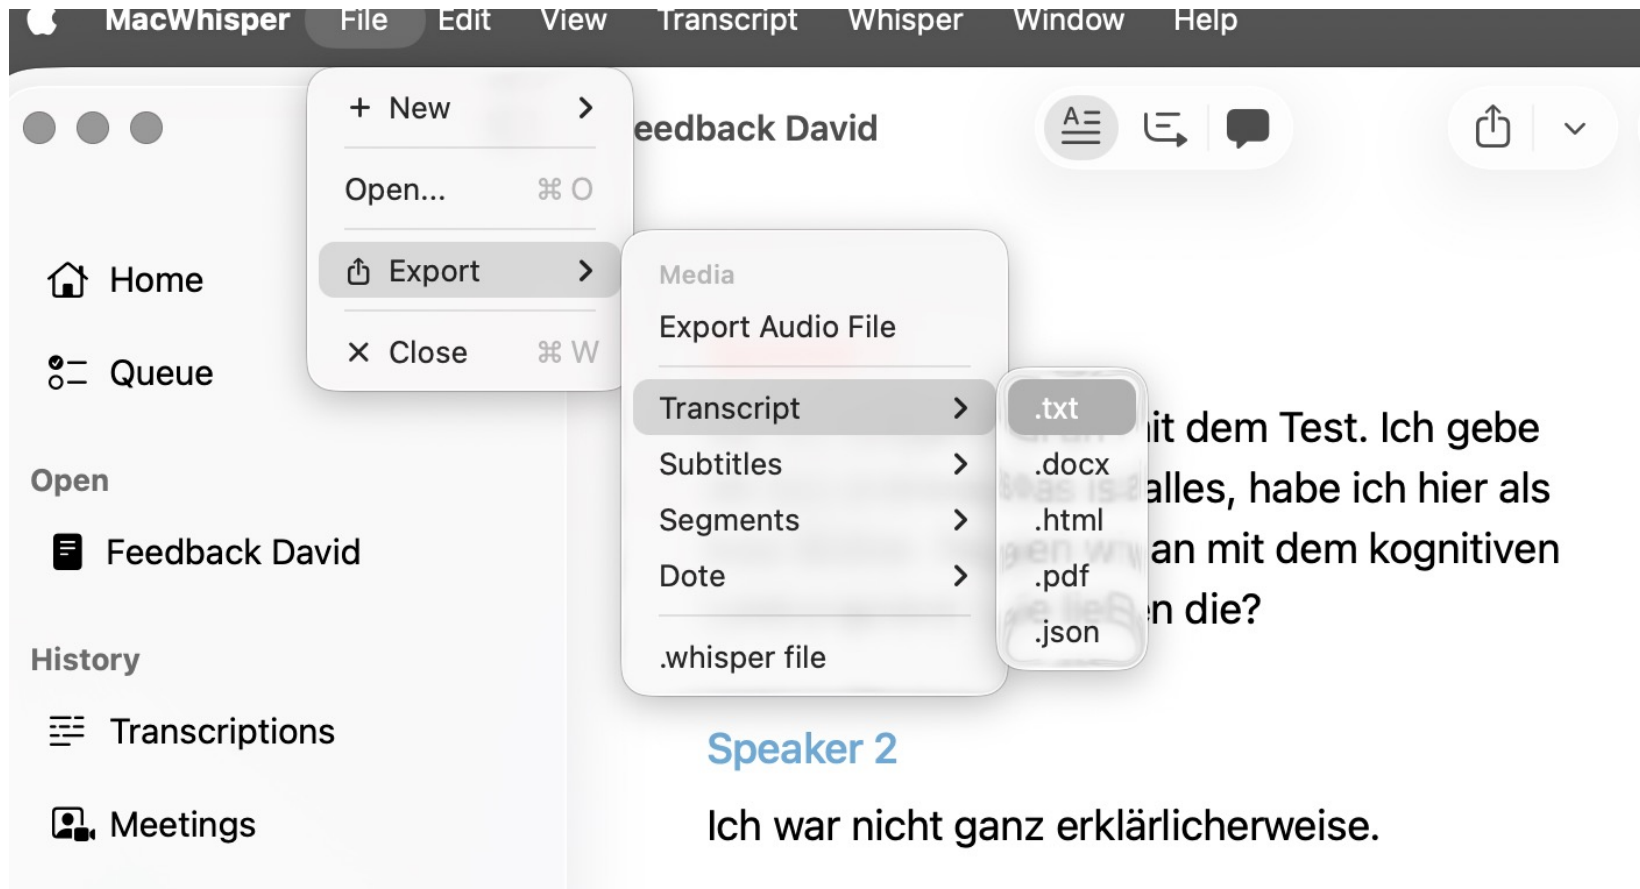 MacWhisper File Edit View Transcript Whisper Window Help
+ New
Open... ⌘ O
Export
Close ⌘ W
eedback David
Home
Queue
Open
Feedback David
History
Transcriptions
Meetings
Media
Export Audio File
Transcript
Subtitles
Segments
Dote
.whisper file
.txt
.docx
.html
.pdf
.json
it dem Test. Ich gebe
alles, habe ich hier als
an mit dem kognitiven
n die?
Speaker 2
Ich war nicht ganz erklärlicherweise.